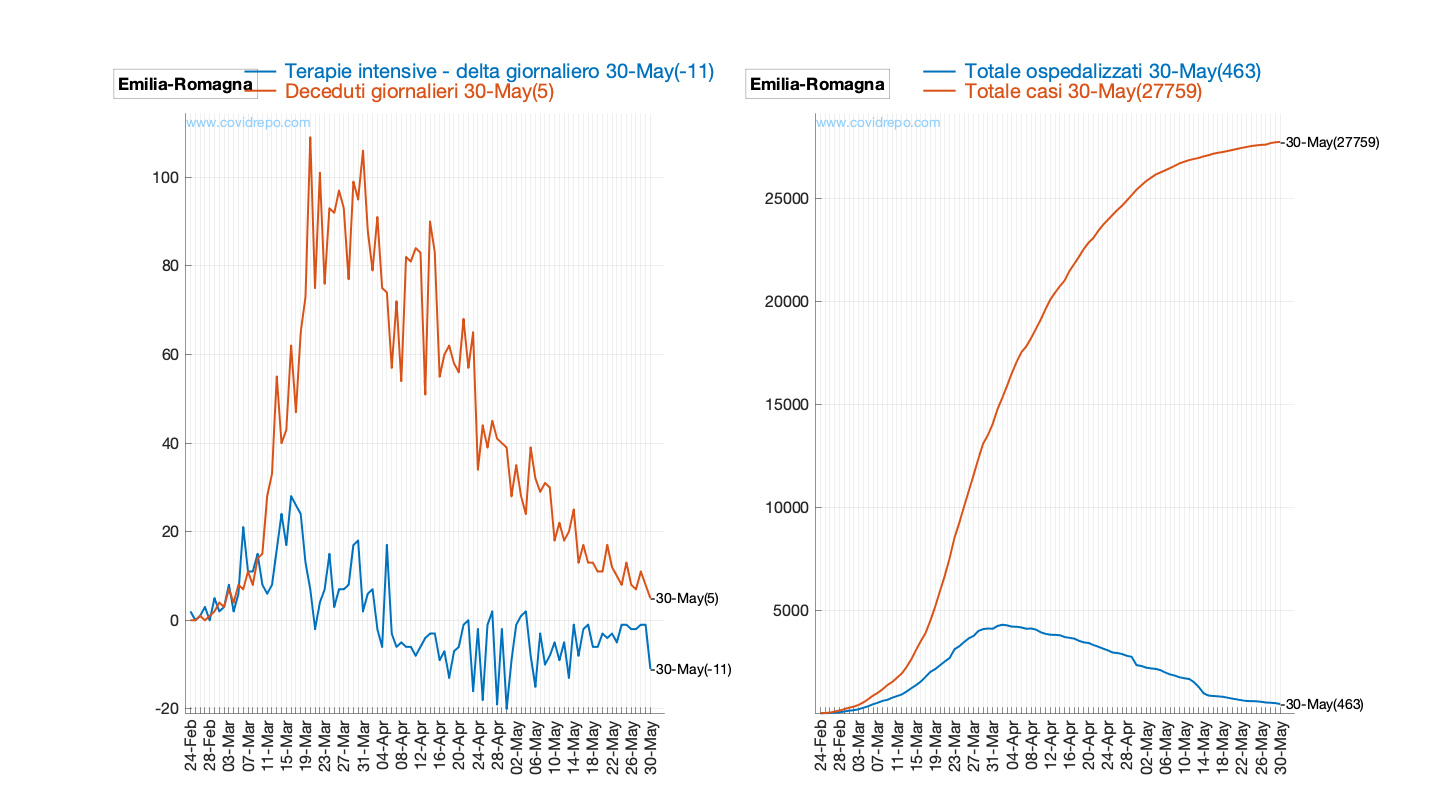 Emilia-Romagna
Terapie intensive - delta giornaliero 30-May(-11)
Deceduti giornalieri 30-May(5)
www.covidrepo.com
100
80
60
40
20
0
-20
30-May(5)
30-May(-11)
24-Feb
28-Feb
03-Mar
07-Mar
11-Mar
15-Mar
19-Mar
23-Mar
27-Mar
31-Mar
04-Apr
08-Apr
12-Apr
16-Apr
20-Apr
24-Apr
28-Apr
02-May
06-May
10-May
14-May
18-May
22-May
26-May
30-May
Emilia-Romagna
Totale ospedalizzati 30-May(463)
Totale casi 30-May(27759)
www.covidrepo.com
25000
20000
15000
10000
5000
30-May(27759)
30-May(463)
24-Feb
28-Feb
03-Mar
07-Mar
11-Mar
15-Mar
19-Mar
23-Mar
27-Mar
31-Mar
04-Apr
08-Apr
12-Apr
16-Apr
20-Apr
24-Apr
28-Apr
02-May
06-May
10-May
14-May
18-May
22-May
26-May
30-May